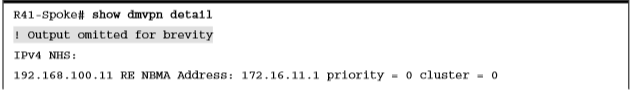 R41-Spoke# show dmvpn detail
! Output omitted for brevity
IPV4 NHS:
192.168.100.11 RE NBMA Address: 172.16.11.1 priority = 0 cluster = 0